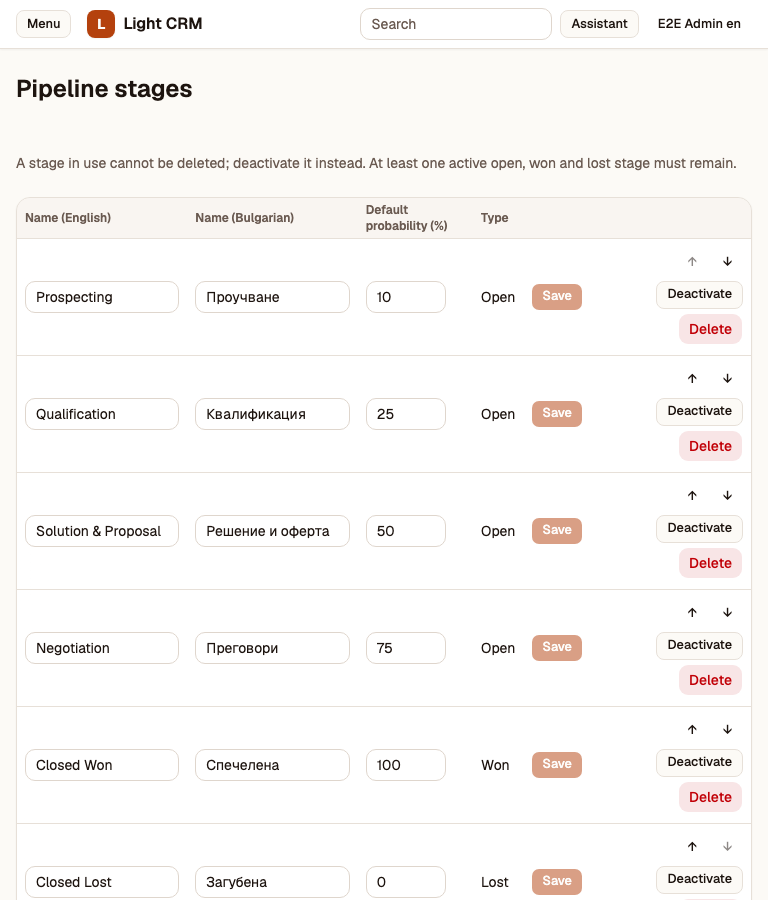 Menu
L
Light CRM
Search
Assistant
E2E Admin en
Pipeline stages
A stage in use cannot be deleted; deactivate it instead. At least one active open, won and lost stage must remain.
Name (English) Name (Bulgarian) Default probability (%) Type
↑ ↓
Prospecting Проучване 10 Open Save Deactivate
Delete
↑ ↓
Qualification Квалификация 25 Open Save Deactivate
Delete
↑ ↓
Solution & Proposal Решение и оферта 50 Open Save Deactivate
Delete
↑ ↓
Negotiation Преговори 75 Open Save Deactivate
Delete
↑ ↓
Closed Won Спечелена 100 Won Save Deactivate
Delete
↑ ↓
Closed Lost Загубена 0 Lost Save Deactivate